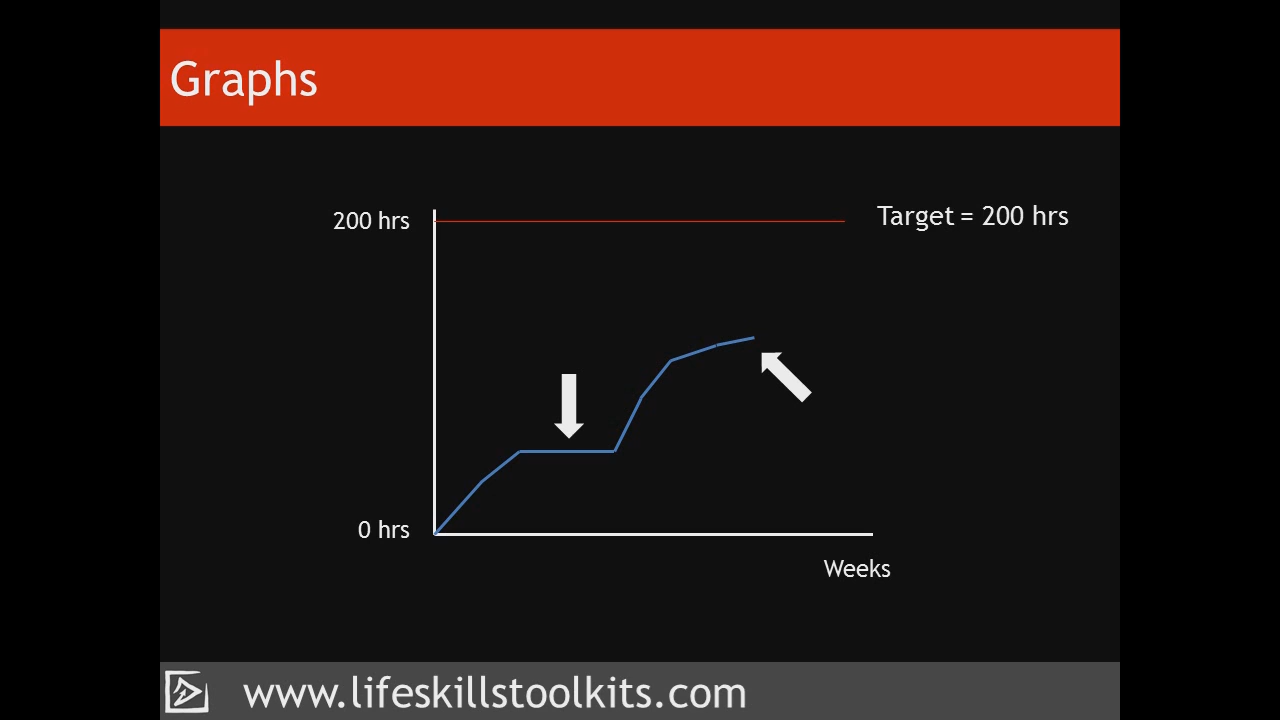 Graphs
200 hrs
Target = 200 hrs
0 hrs
Weeks
www.lifeskillstoolkits.com